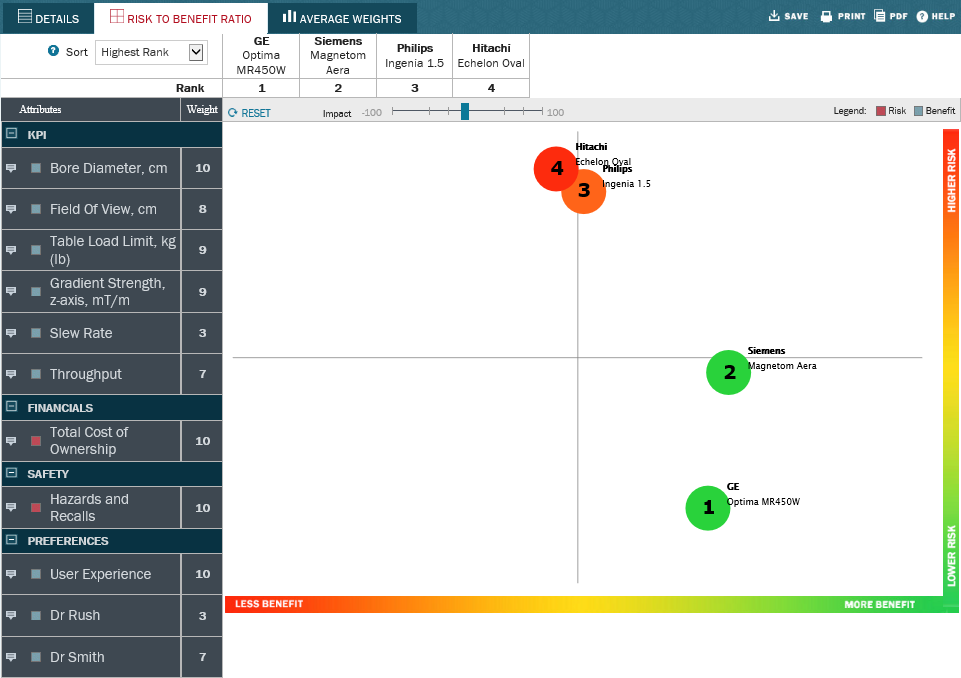 DETAILS
RISK TO BENEFIT RATIO
AVERAGE WEIGHTS
SAVE
PRINT
PDF
? HELP
? Sort
Highest Rank
GE
Optima
MR450W
Siemens
Magnetom
Aera
Philips
Ingenia 1.5
Hitachi
Echelon Oval
Rank
1
2
3
4
Attributes
Weight
RESET
Impact
-100
100
Legend:
Risk
Benefit
KPI
Bore Diameter, cm
10
Field Of View, cm
8
Table Load Limit, kg
(lb)
9
Gradient Strength,
z-axis, mT/m
9
Slew Rate
3
Throughput
7
FINANCIALS
Total Cost of
Ownership
10
SAFETY
Hazards and
Recalls
10
PREFERENCES
User Experience
10
Dr Rush
3
Dr Smith
7
4
Hitachi
Echelon Oval
3
Philips
Ingenia 1.5
2
Siemens
Magnetom Aera
1
GE
Optima MR450W
HIGHER RISK
LOWER RISK
LESS BENEFIT
MORE BENEFIT